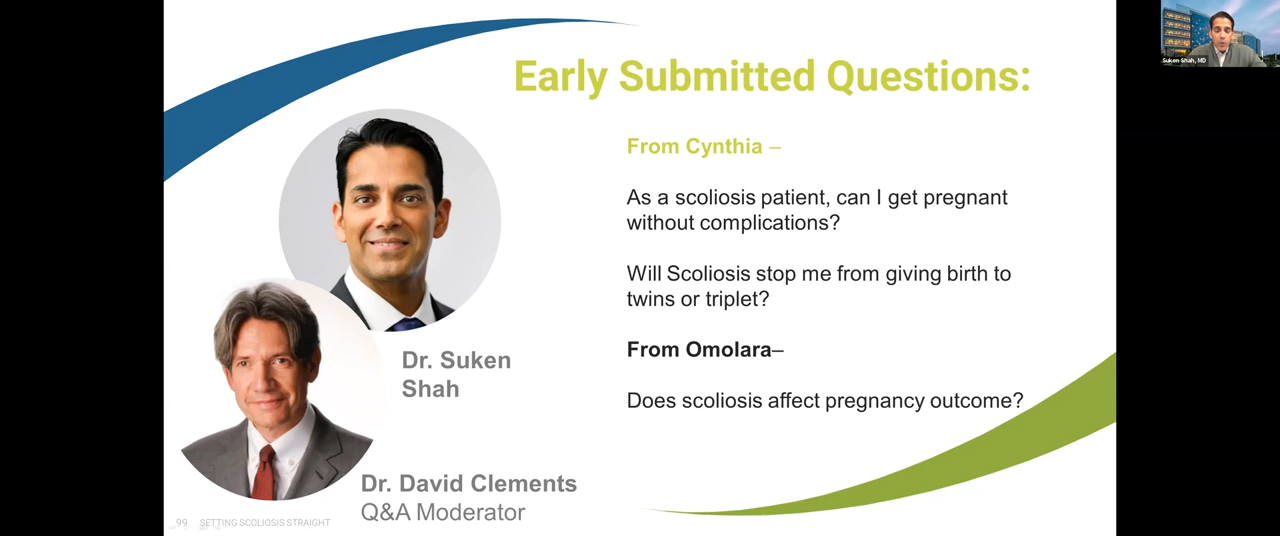 Early Submitted Questions:
Suken Shah, MD
From Cynthia –
As a scoliosis patient, can I get pregnant
without complications?
Will Scoliosis stop me from giving birth to
twins or triplet?
From Omolara–
Does scoliosis affect pregnancy outcome?
Dr. Suken
Shah
Dr. David Clements
Q&A Moderator
99 SETTING SCOLIOSIS STRAIGHT